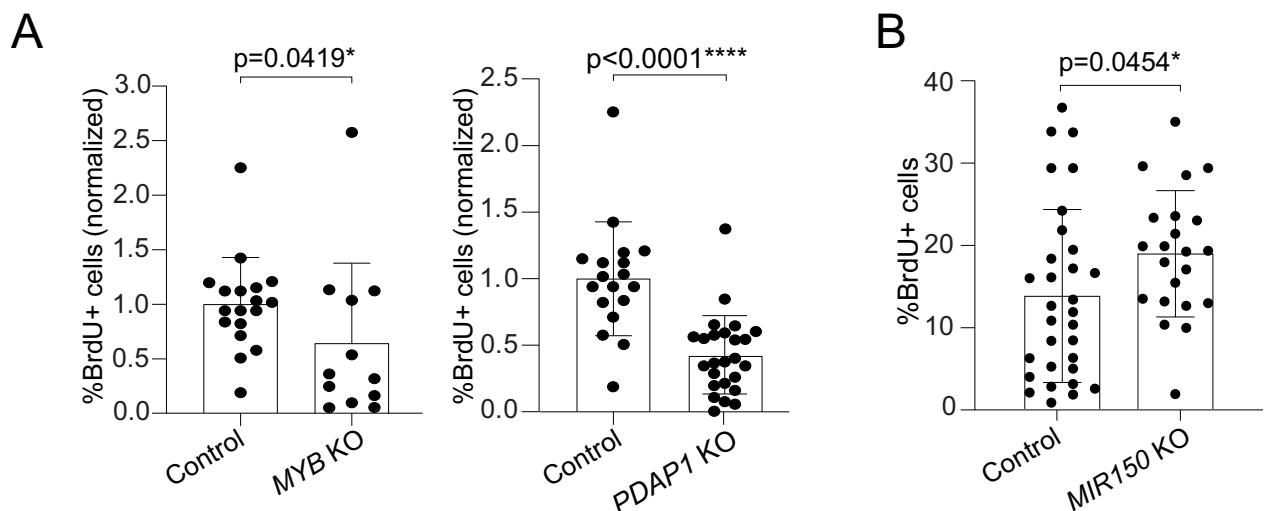 A
p=0.0419*
%BrdU+ cells (normalized)
3.0
2.5
2.0
1.5
1.0
0.5
0.0
Control
MYB KO
p<0.0001****
%BrdU+ cells (normalized)
2.5
2.0
1.5
1.0
0.5
0.0
Control
PDAP1 KO
B
p=0.0454*
%BrdU+ cells
40
30
20
10
0
Control
MIR150 KO